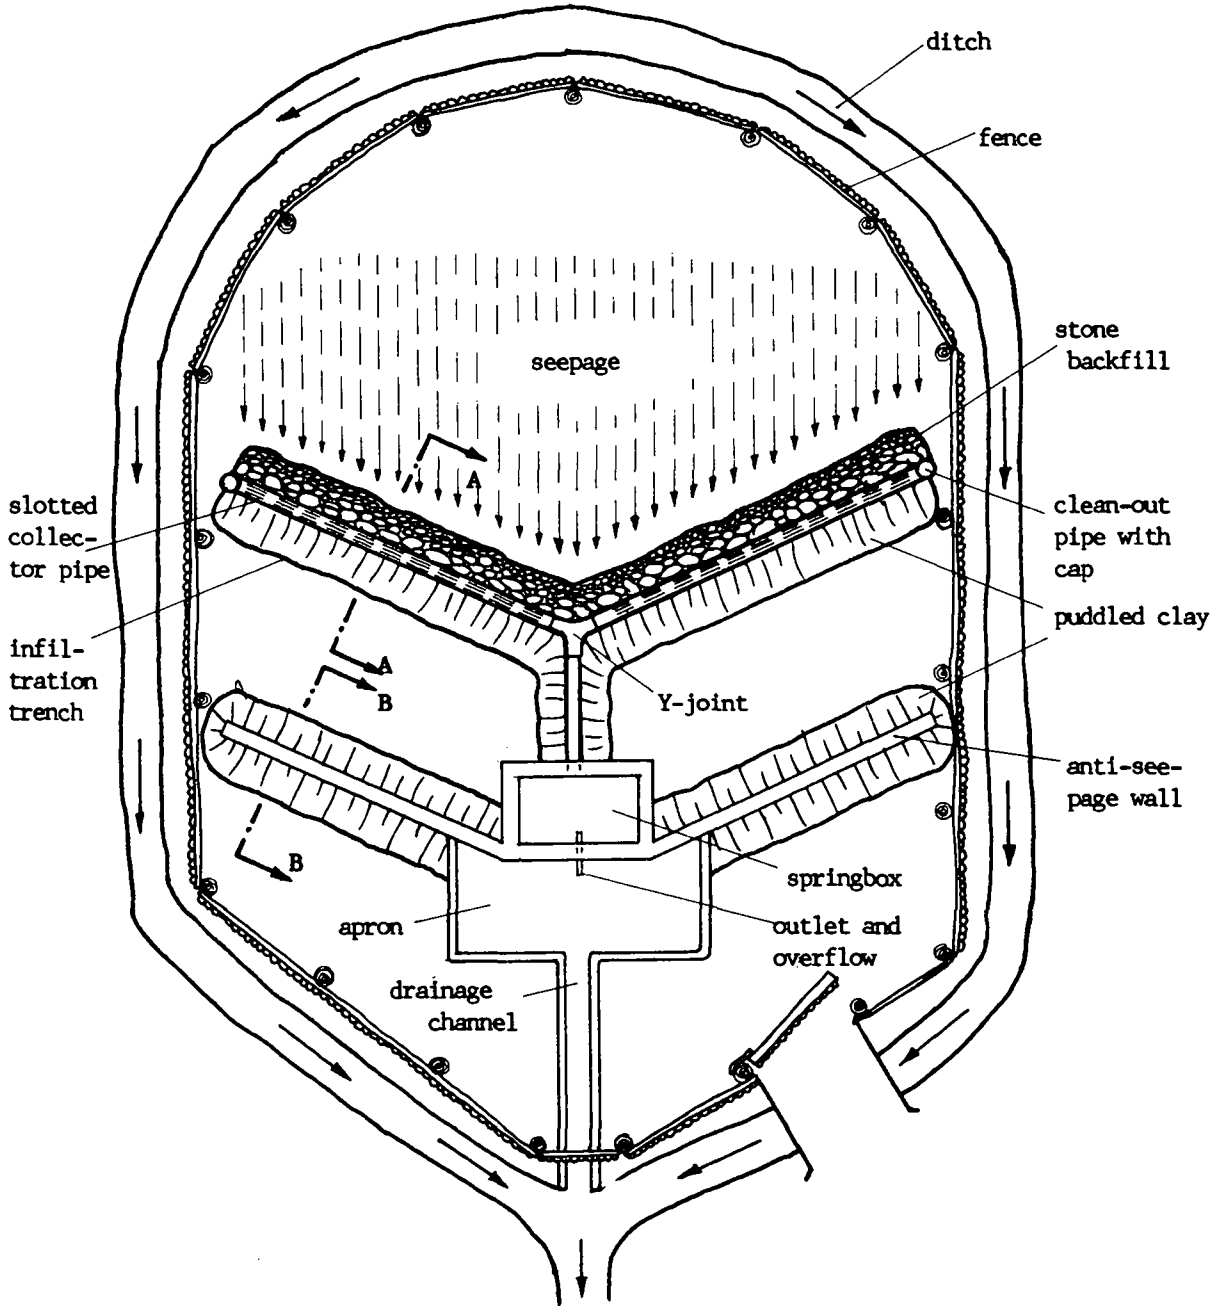 ditch
fence
seepage
stone
backfill
A
slotted
collec-
tor pipe
clean-out
pipe with
cap
puddled clay
infil-
tration
trench
A
B
Y-joint
anti-see-
page wall
B
springbox
apron
outlet and
overflow
drainage
channel